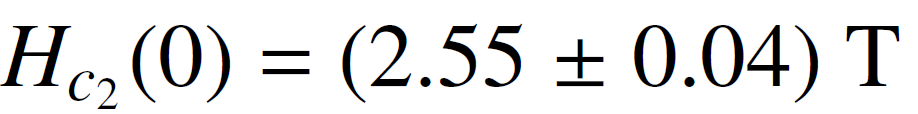 H_{c_2}(0) = (2.55 ± 0.04) T